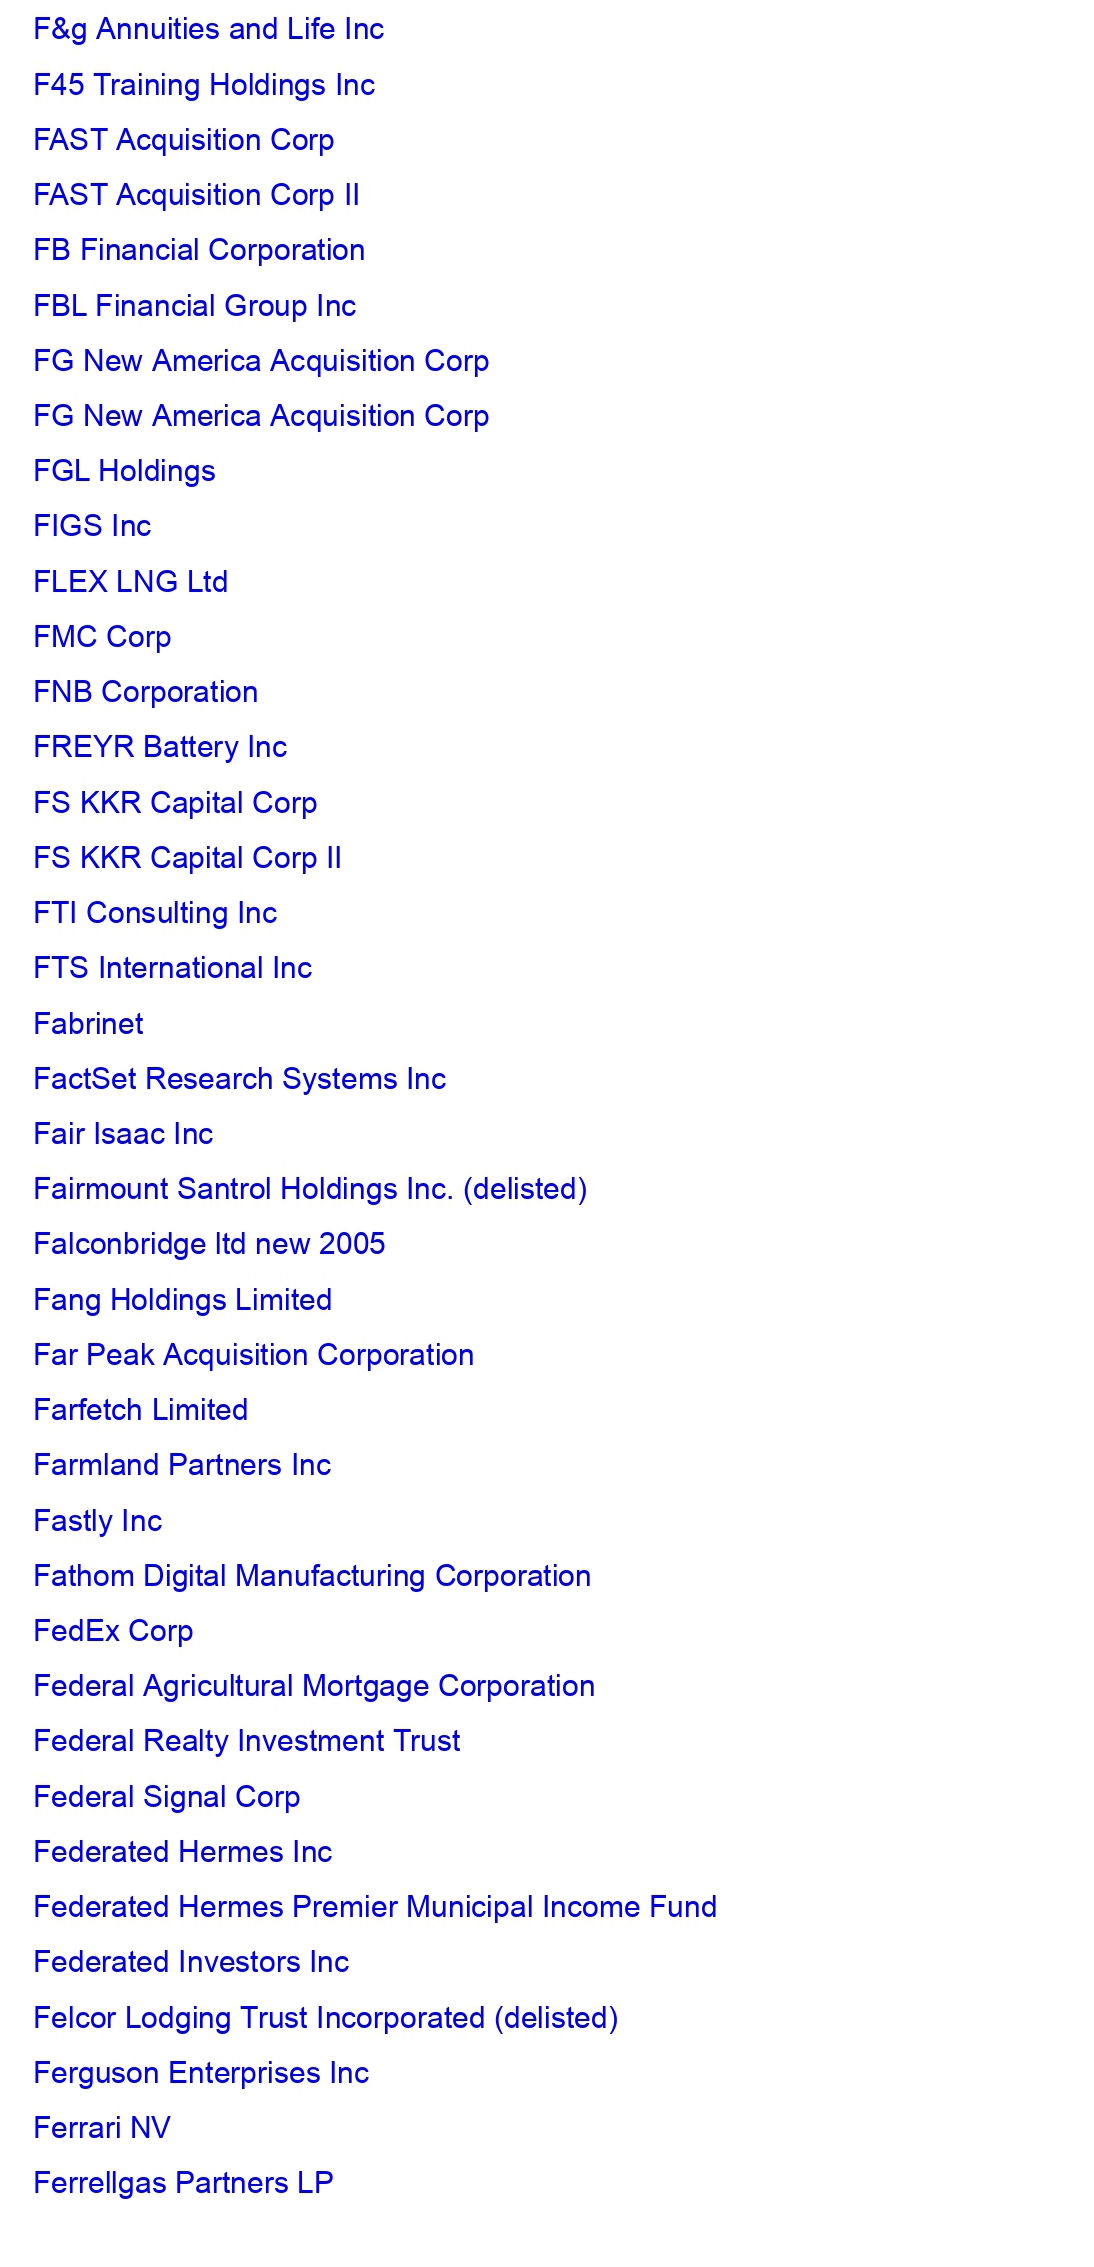 F&g Annuities and Life Inc
F45 Training Holdings Inc
FAST Acquisition Corp
FAST Acquisition Corp II
FB Financial Corporation
FBL Financial Group Inc
FG New America Acquisition Corp
FG New America Acquisition Corp
FGL Holdings
FIGS Inc
FLEX LNG Ltd
FMC Corp
FNB Corporation
FREYR Battery Inc
FS KKR Capital Corp
FS KKR Capital Corp II
FTI Consulting Inc
FTS International Inc
Fabrinet
FactSet Research Systems Inc
Fair Isaac Inc
Fairmount Santrol Holdings Inc. (delisted)
Falconbridge ltd new 2005
Fang Holdings Limited
Far Peak Acquisition Corporation
Farfetch Limited
Farmland Partners Inc
Fastly Inc
Fathom Digital Manufacturing Corporation
FedEx Corp
Federal Agricultural Mortgage Corporation
Federal Realty Investment Trust
Federal Signal Corp
Federated Hermes Inc
Federated Hermes Premier Municipal Income Fund
Federated Investors Inc
Felcor Lodging Trust Incorporated (delisted)
Ferguson Enterprises Inc
Ferrari NV
Ferrellgas Partners LP